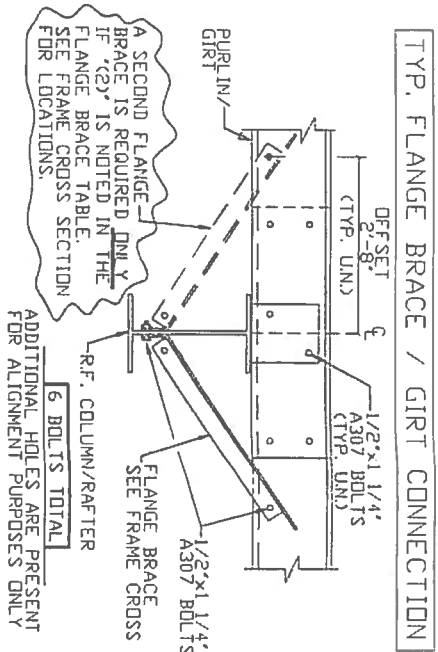 TYP. FLANGE BRACE / GIRT CONNECTION
OFFSET
2'-8"
(TYP. U.N.)
C
L
1/2"x1 1/4"
A307 BOLTS
(TYP. U.N.)
PURLIN/
GIRT
1/2"x1 1/4"
A307 BOLTS
FLANGE BRACE
SEE FRAME CROSS
R.F. COLUMN/RAFTER
A SECOND FLANGE
BRACE IS REQUIRED ONLY
IF "(2)" IS NOTED IN THE
FLANGE BRACE TABLE.
SEE FRAME CROSS SECTION
FOR LOCATIONS.
6 BOLTS TOTAL
ADDITIONAL HOLES ARE PRESENT
FOR ALIGNMENT PURPOSES ONLY